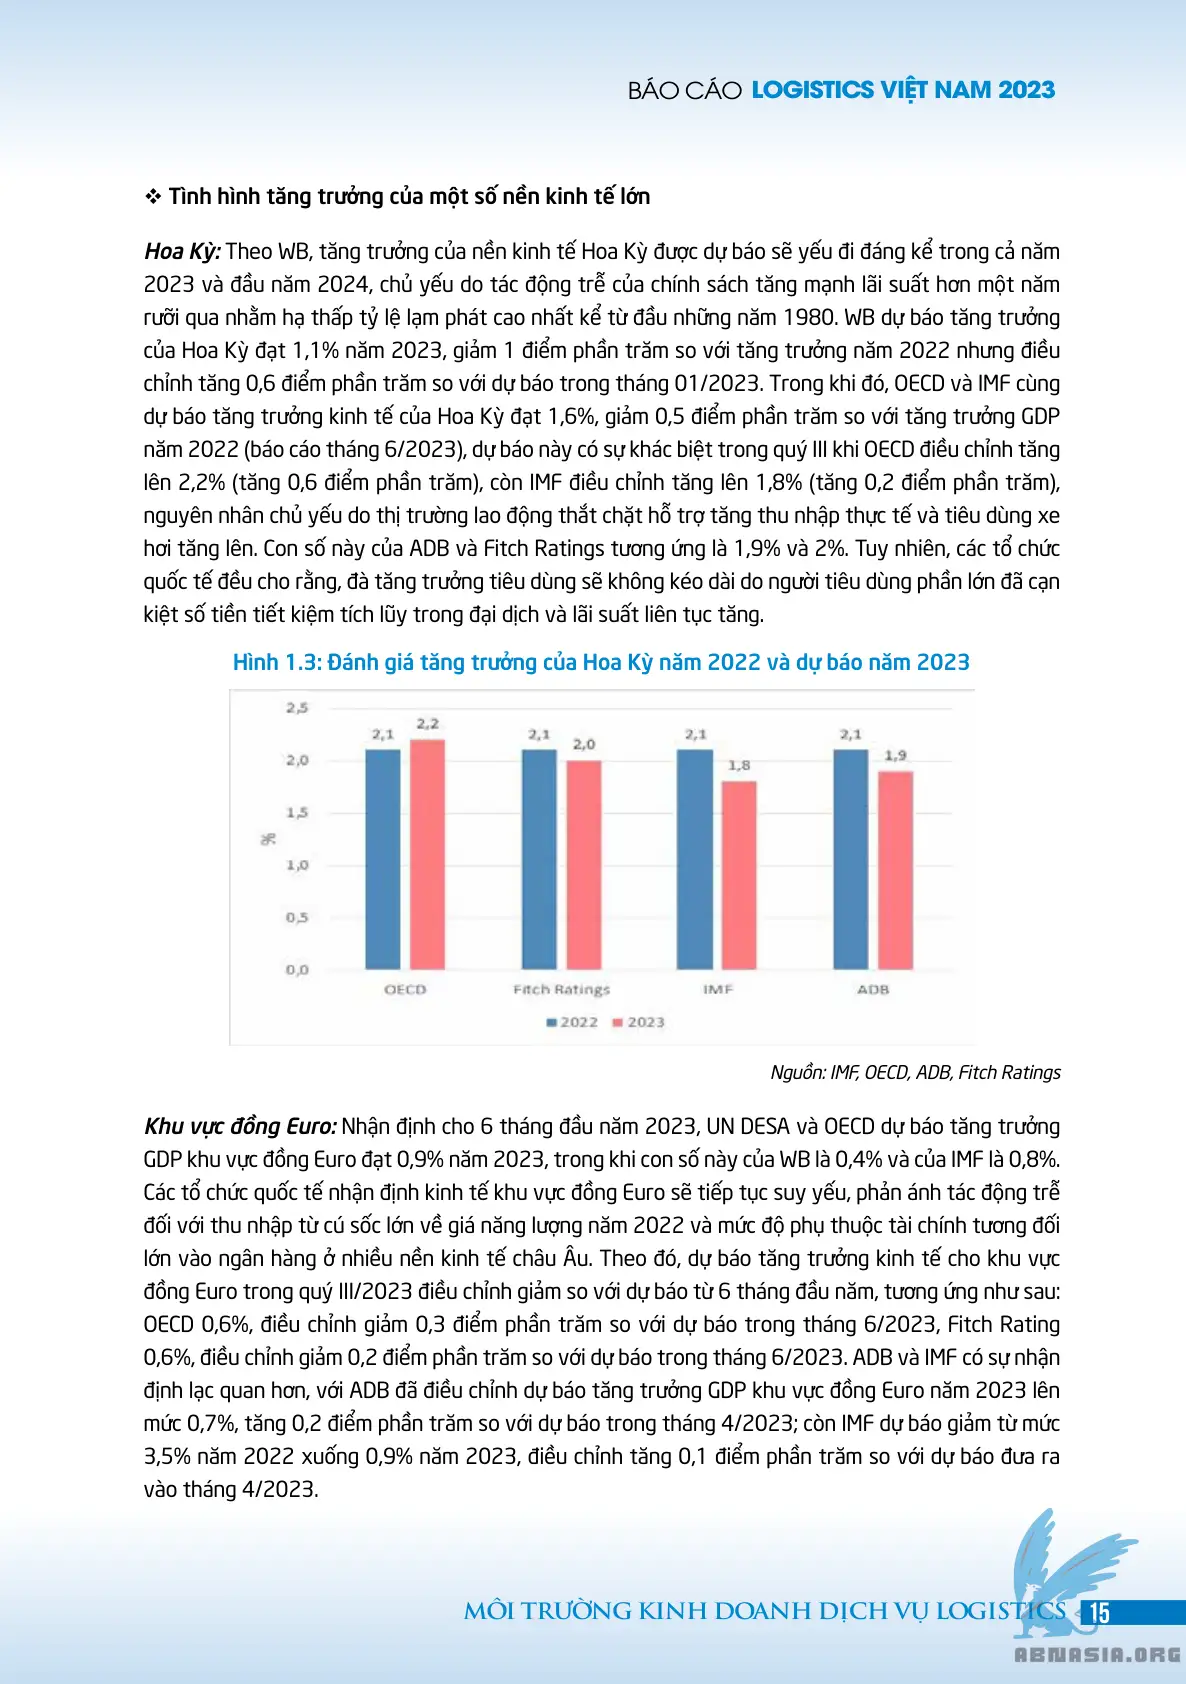 BÁO CÁO LOGISTICS VIỆT NAM 2023
❖ Tình hình tăng trưởng của một số nền kinh tế lớn
Hoa Kỳ: Theo WB, tăng trưởng của nền kinh tế Hoa Kỳ được dự báo sẽ yếu đi đáng kể trong cả năm
2023 và đầu năm 2024, chủ yếu do tác động trễ của chính sách tăng mạnh lãi suất hơn một năm
rưỡi qua nhằm hạ thấp tỷ lệ lạm phát cao nhất kể từ đầu những năm 1980. WB dự báo tăng trưởng
của Hoa Kỳ đạt 1,1% năm 2023, giảm 1 điểm phần trăm so với tăng trưởng năm 2022 nhưng điều
chỉnh tăng 0,6 điểm phần trăm so với dự báo trong tháng 01/2023. Trong khi đó, OECD và IMF cùng
dự báo tăng trưởng kinh tế của Hoa Kỳ đạt 1,6%, giảm 0,5 điểm phần trăm so với tăng trưởng GDP
năm 2022 (báo cáo tháng 6/2023), dự báo này có sự khác biệt trong quý III khi OECD điều chỉnh tăng
lên 2,2% (tăng 0,6 điểm phần trăm), còn IMF điều chỉnh tăng lên 1,8% (tăng 0,2 điểm phần trăm),
nguyên nhân chủ yếu do thị trường lao động thắt chặt hỗ trợ tăng thu nhập thực tế và tiêu dùng xe
hơi tăng lên. Con số này của ADB và Fitch Ratings tương ứng là 1,9% và 2%. Tuy nhiên, các tổ chức
quốc tế đều cho rằng, đà tăng trưởng tiêu dùng sẽ không kéo dài do người tiêu dùng phần lớn đã cạn
kiệt số tiền tiết kiệm tích lũy trong đại dịch và lãi suất liên tục tăng.
Hình 1.3: Đánh giá tăng trưởng của Hoa Kỳ năm 2022 và dự báo năm 2023
2,5
2,0
1,5
1,0
0,5
0,0
%
2,1 2,2 2,1 2,0 2,1 1,8 2,1 1,9
OECD Fitch Ratings IMF ADB
2022 2023
Nguồn: IMF, OECD, ADB, Fitch Ratings
Khu vực đồng Euro: Nhận định cho 6 tháng đầu năm 2023, UN DESA và OECD dự báo tăng trưởng
GDP khu vực đồng Euro đạt 0,9% năm 2023, trong khi con số này của WB là 0,4% và của IMF là 0,8%.
Các tổ chức quốc tế nhận định kinh tế khu vực đồng Euro sẽ tiếp tục suy yếu, phản ánh tác động trễ
đối với thu nhập từ cú sốc lớn về giá năng lượng năm 2022 và mức độ phụ thuộc tài chính tương đối
lớn vào ngân hàng ở nhiều nền kinh tế châu Âu. Theo đó, dự báo tăng trưởng kinh tế cho khu vực
đồng Euro trong quý III/2023 điều chỉnh giảm so với dự báo từ 6 tháng đầu năm, tương ứng như sau:
OECD 0,6%, điều chỉnh giảm 0,3 điểm phần trăm so với dự báo trong tháng 6/2023, Fitch Rating
0,6%, điều chỉnh giảm 0,2 điểm phần trăm so với dự báo trong tháng 6/2023. ADB và IMF có sự nhận
định lạc quan hơn, với ADB đã điều chỉnh dự báo tăng trưởng GDP khu vực đồng Euro năm 2023 lên
mức 0,7%, tăng 0,2 điểm phần trăm so với dự báo trong tháng 4/2023; còn IMF dự báo giảm từ mức
3,5% năm 2022 xuống 0,9% năm 2023, điều chỉnh tăng 0,1 điểm phần trăm so với dự báo đưa ra
vào tháng 4/2023.
MÔI TRƯỜNG KINH DOANH DỊCH VỤ LOGISTICS 15
ABNASIA.ORG